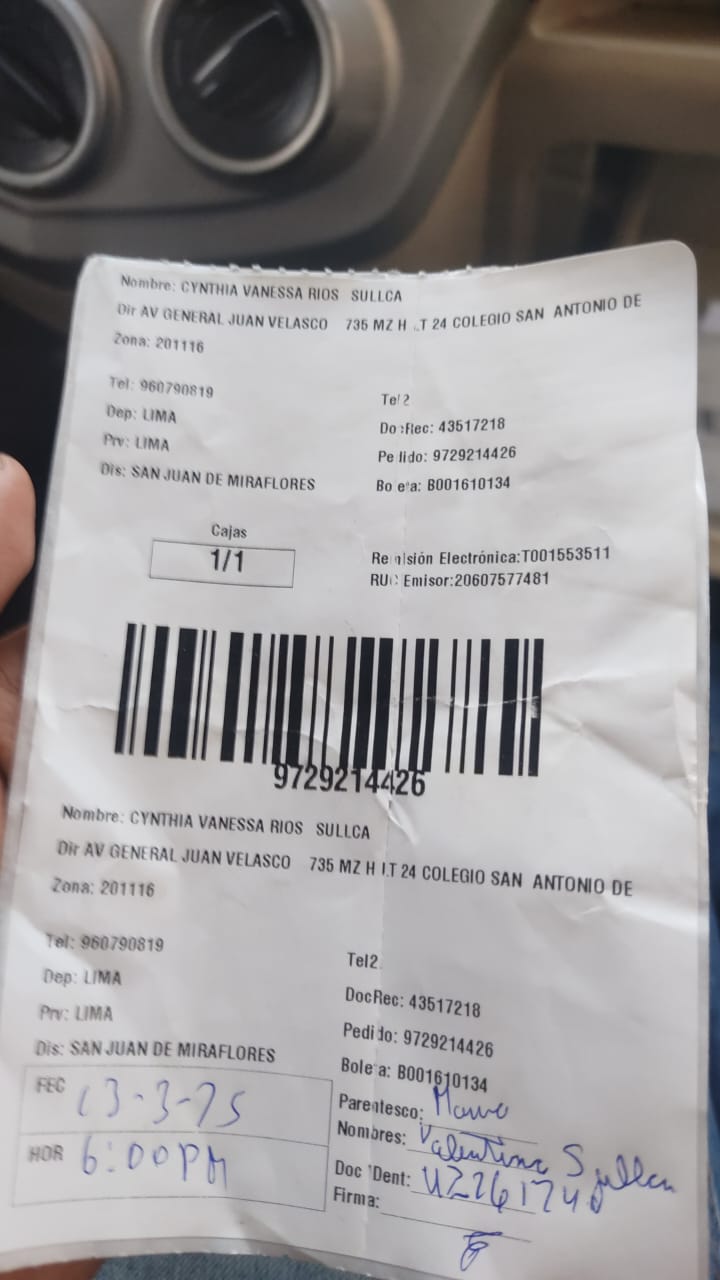 Nombre: CYNTHIA VANESSA RIOS SULLCA
Dir AV GENERAL JUAN VELASCO 735 MZ H LT 24 COLEGIO SAN ANTONIO DE
Zona: 201116
Tel: 960790819 Tel2
Dep: LIMA DocRec: 43517218
Prv: LIMA Pedido: 9729214426
Dis: SAN JUAN DE MIRAFLORES Boleta: B001610134
Cajas
1/1 Remisión Electrónica:T001553511
RUC Emisor:20607577481
9729214426
Nombre: CYNTHIA VANESSA RIOS SULLCA
Dir AV GENERAL JUAN VELASCO 735 MZ H LT 24 COLEGIO SAN ANTONIO DE
Zona: 201116
Tel: 960790819 Tel2
Dep: LIMA DocRec: 43517218
Prv: LIMA Pedido: 9729214426
Dis: SAN JUAN DE MIRAFLORES Boleta: B001610134
FEC 13-3-25 Parentesco:
HOR 6:00PM Nombres: Valentina Sullca
Doc Ident:
Firma: